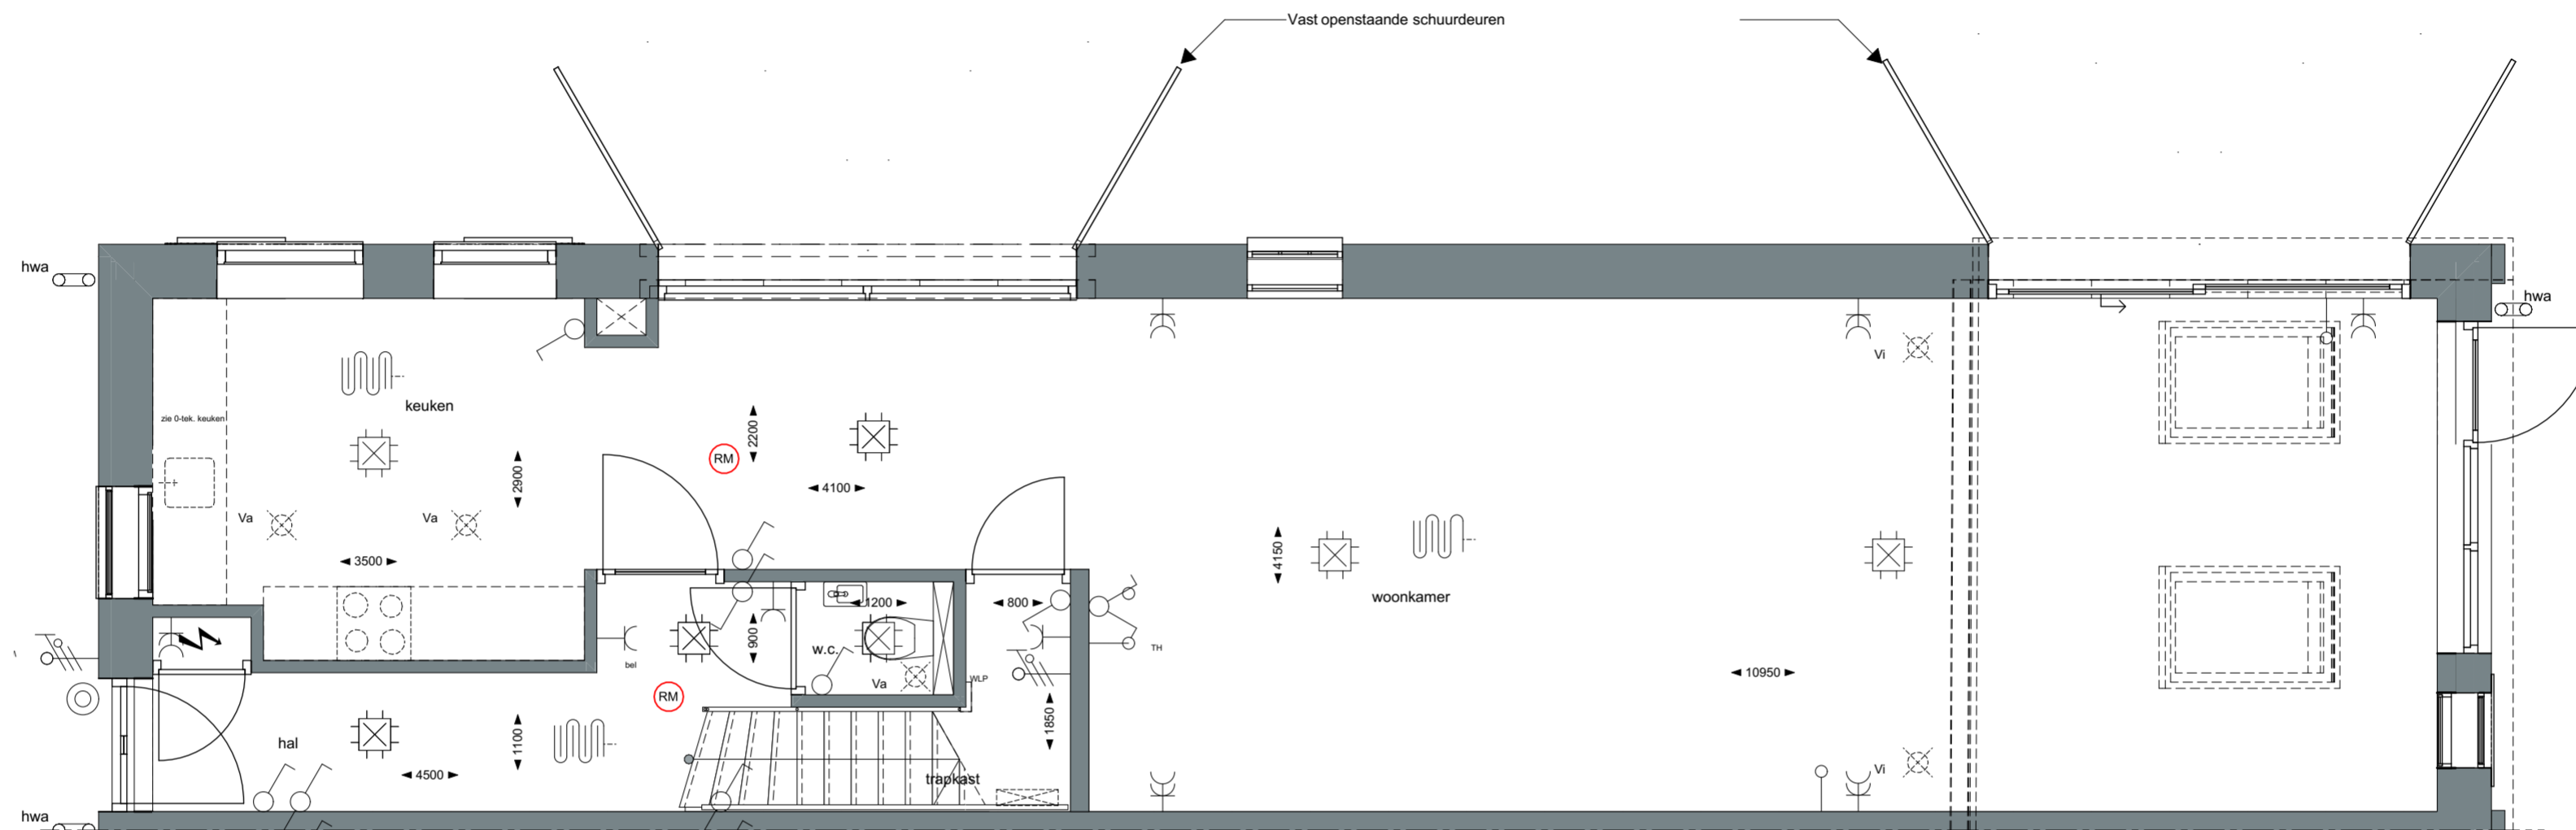 Vast openstaande schuurdeuren
hwa
hwa
Vi
keuken
zie 0-tek. keuken
2200
RM
2900
4100
Va
Va
3500
4150
1200
800
woonkamer
900
w.c.
bel
TH
Va
WLP
10950
RM
1850
1100
hal
4500
trapkast
Vi
hwa